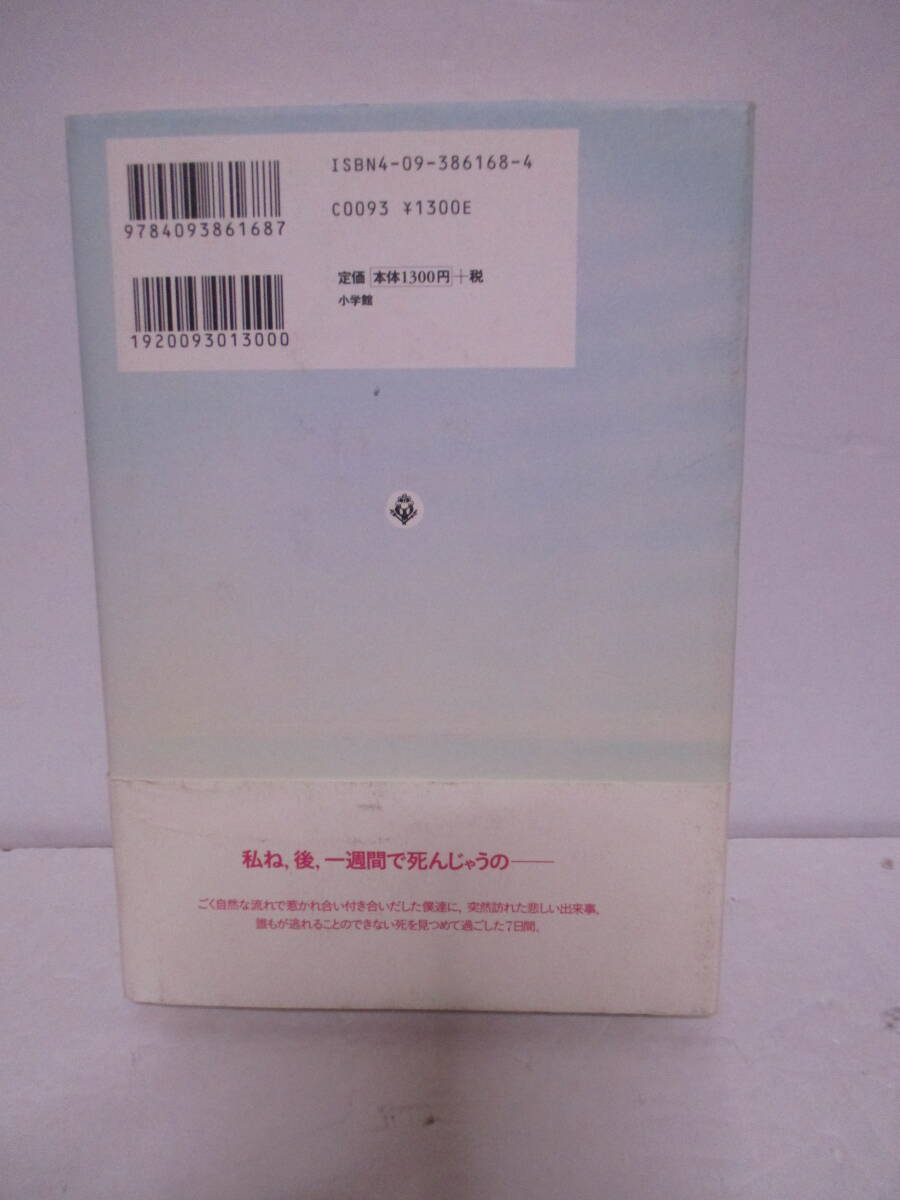 ISBN4-09-386168-4
9784093861687
C0093 ¥1300E
定価 本体1300円+税
小学館
1920093013000
私ね,後,一週間で死んじゃうの――
ごく自然な流れで惹かれ合い付き合いだした僕達に,突然訪れた悲しい出来事。
誰もが逃れることのできない死を見つめて過ごした7日間。